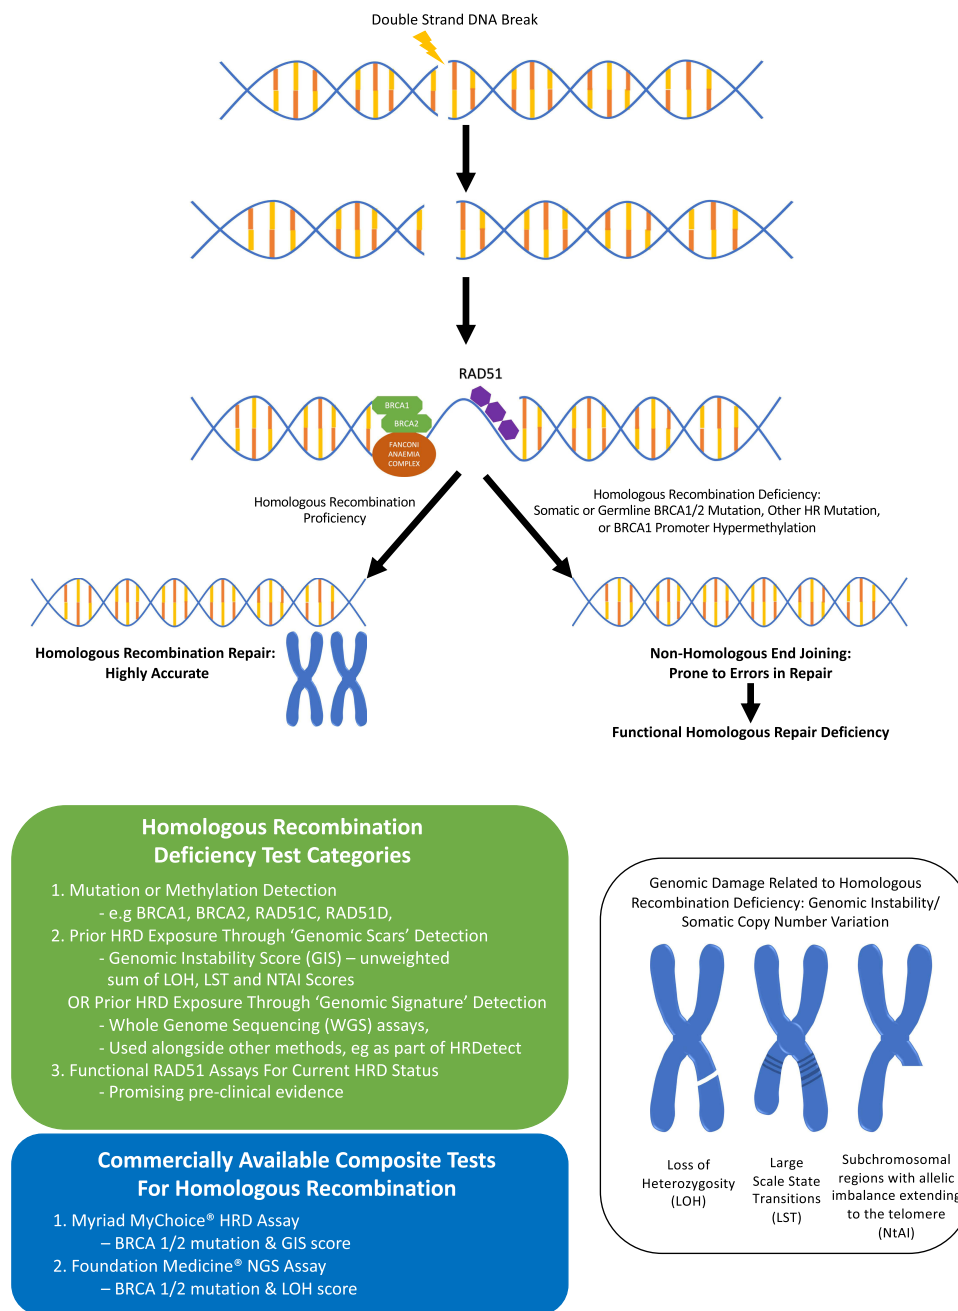 Double Strand DNA Break
RAD51
BRCA1
BRCA2
FANCONI
ANAEMIA
COMPLEX
Homologous Recombination
Proficiency
Homologous Recombination Deficiency:
Somatic or Germline BRCA1/2 Mutation, Other HR Mutation,
or BRCA1 Promoter Hypermethylation
Homologous Recombination Repair:
Highly Accurate
Non-Homologous End Joining:
Prone to Errors in Repair
Functional Homologous Repair Deficiency
Homologous Recombination
Deficiency Test Categories
1. Mutation or Methylation Detection
- e.g BRCA1, BRCA2, RAD51C, RAD51D,
2. Prior HRD Exposure Through ‘Genomic Scars’ Detection
- Genomic Instability Score (GIS) – unweighted
sum of LOH, LST and NTAI Scores
OR Prior HRD Exposure Through ‘Genomic Signature’ Detection
- Whole Genome Sequencing (WGS) assays,
- Used alongside other methods, eg as part of HRDetect
3. Functional RAD51 Assays For Current HRD Status
- Promising pre-clinical evidence
Commercially Available Composite Tests
For Homologous Recombination
1. Myriad MyChoice® HRD Assay
– BRCA 1/2 mutation & GIS score
2. Foundation Medicine® NGS Assay
– BRCA 1/2 mutation & LOH score
Genomic Damage Related to Homologous
Recombination Deficiency: Genomic Instability/
Somatic Copy Number Variation
Loss of
Heterozygosity
(LOH)
Large
Scale State
Transitions
(LST)
Subchromosomal
regions with allelic
imbalance extending
to the telomere
(NtAI)